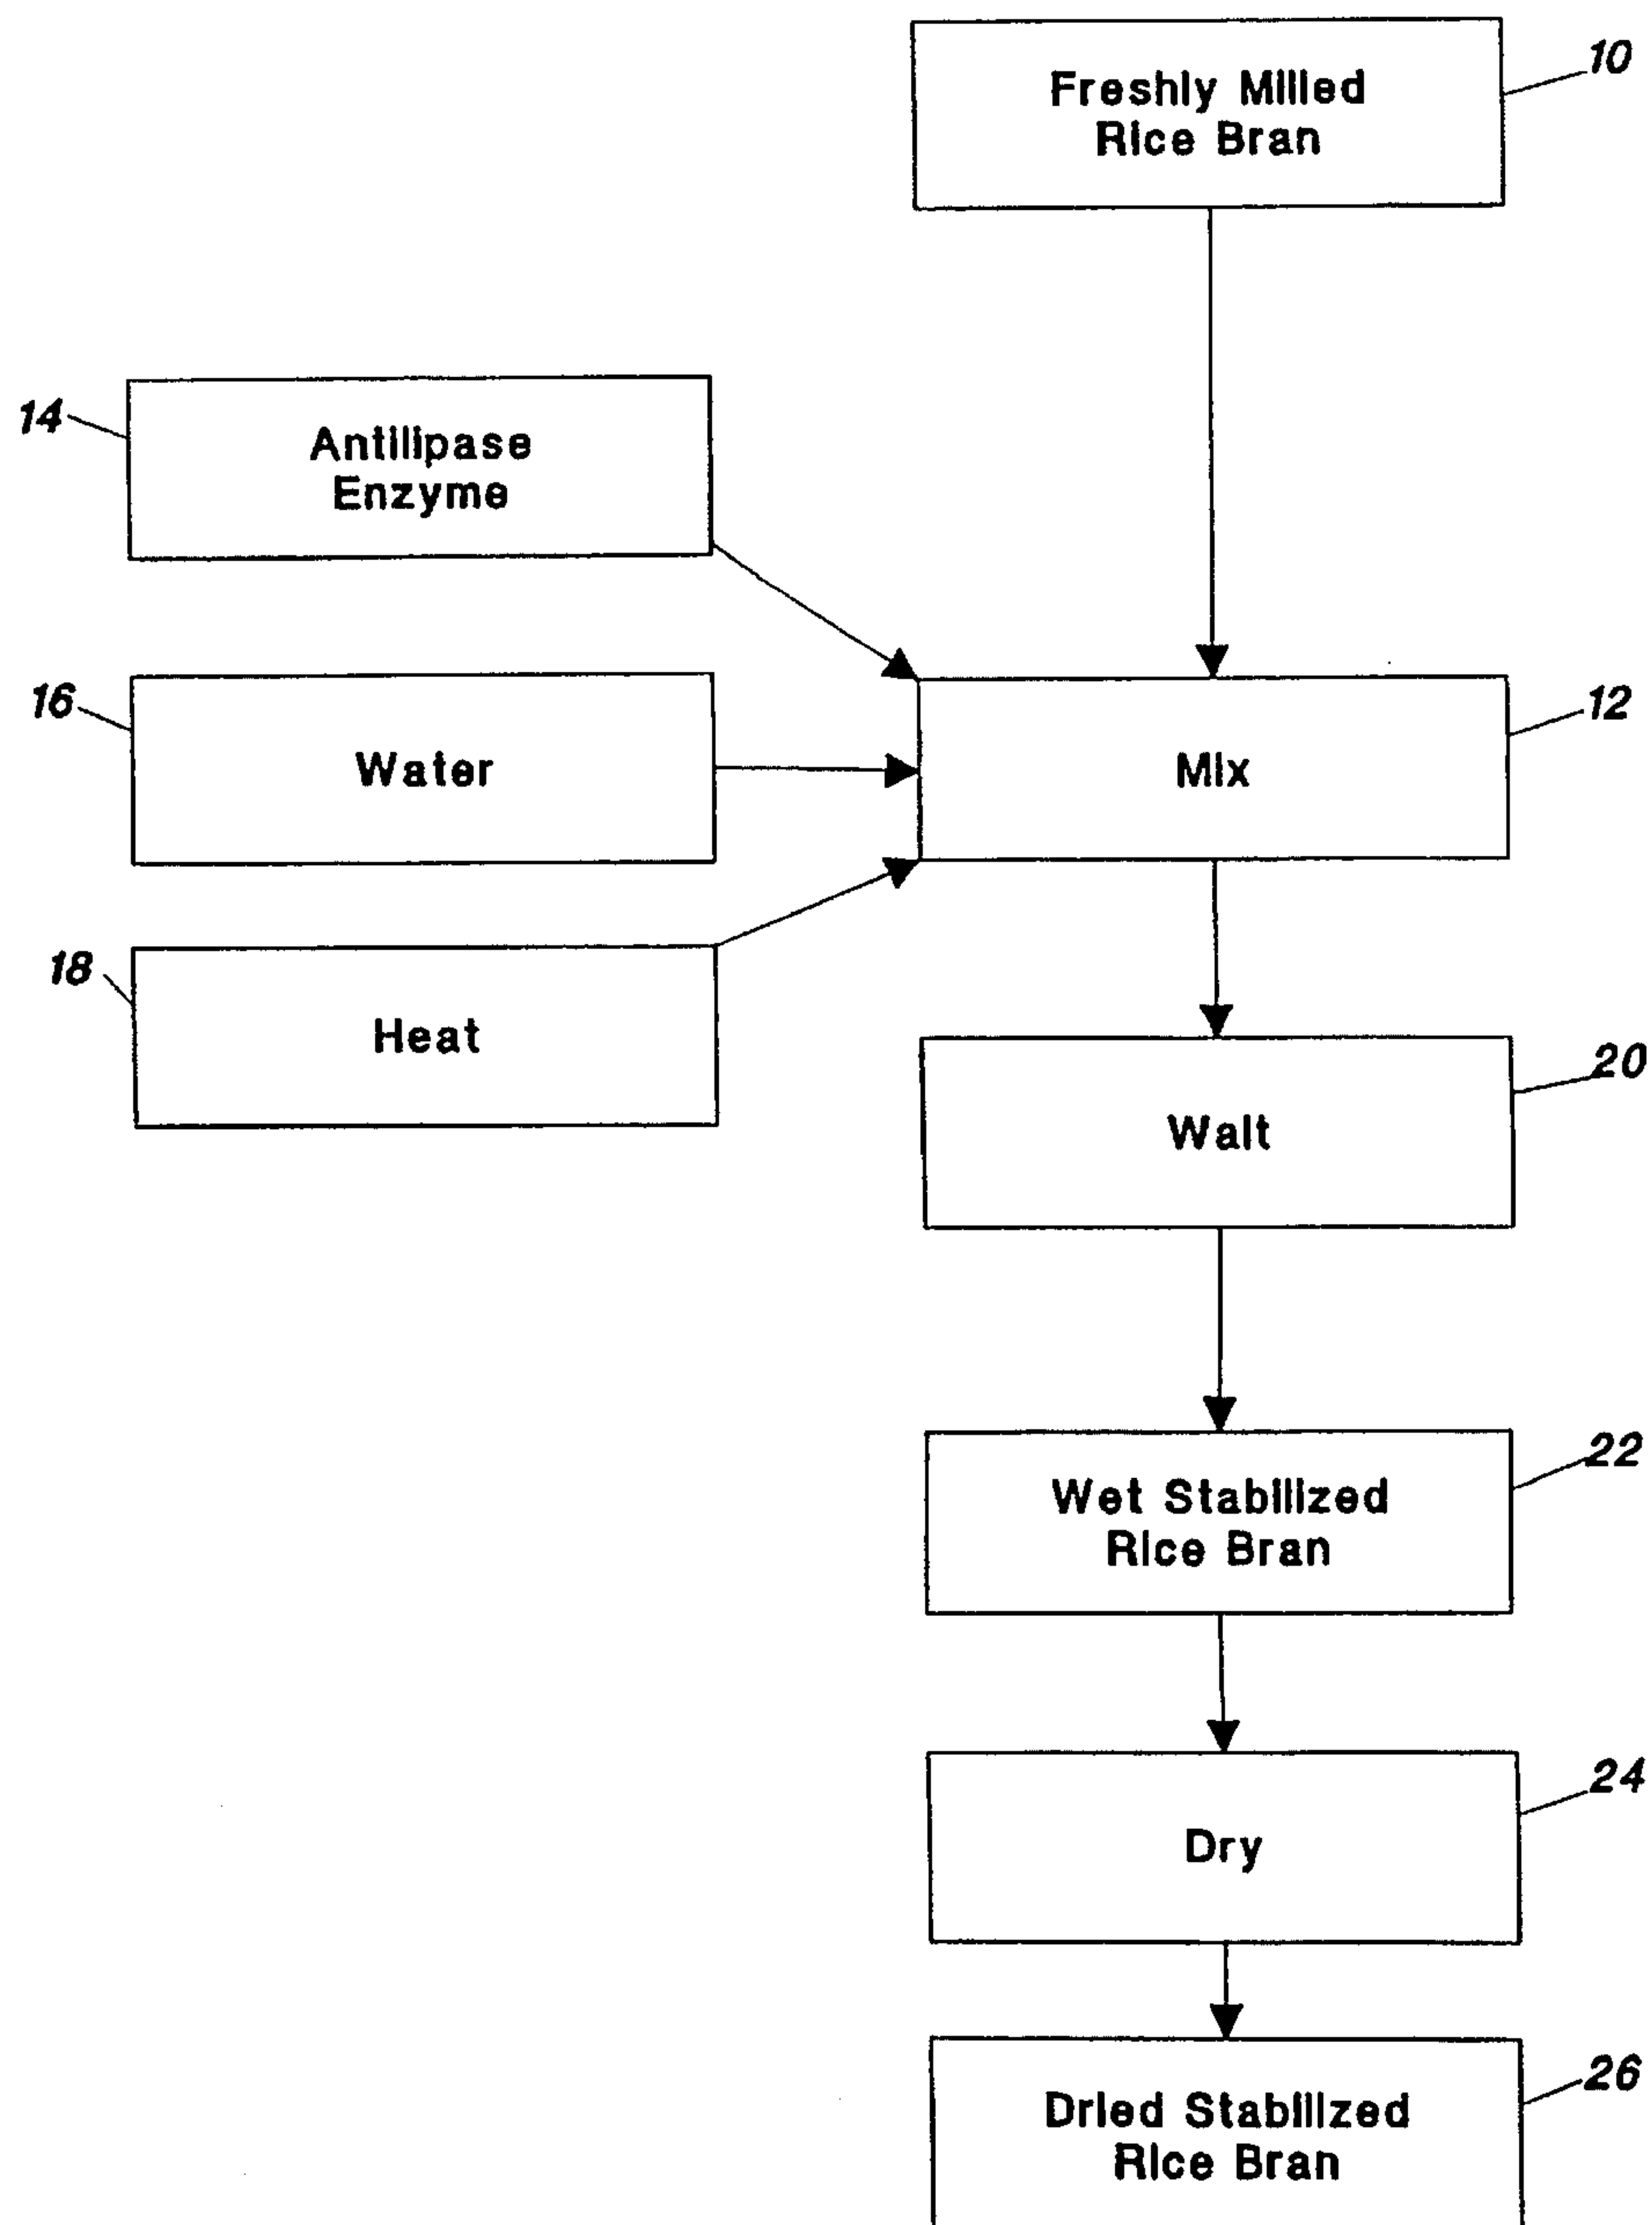 Freshly Milled
Rice Bran
10
14
Antilipase
Enzyme
16
Water
Mix
12
18
Heat
Wait
20
Wet Stabilized
Rice Bran
22
Dry
24
Dried Stabilized
Rice Bran
26